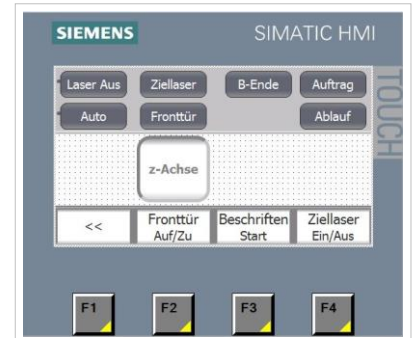 SIEMENS SIMATIC HMI
TOUCH
Laser Aus Ziellaser B-Ende Auftrag
Auto Fronttür Ablauf
z-Achse
<< Fronttür Beschriften Ziellaser
Auf/Zu Start Ein/Aus
F1 F2 F3 F4